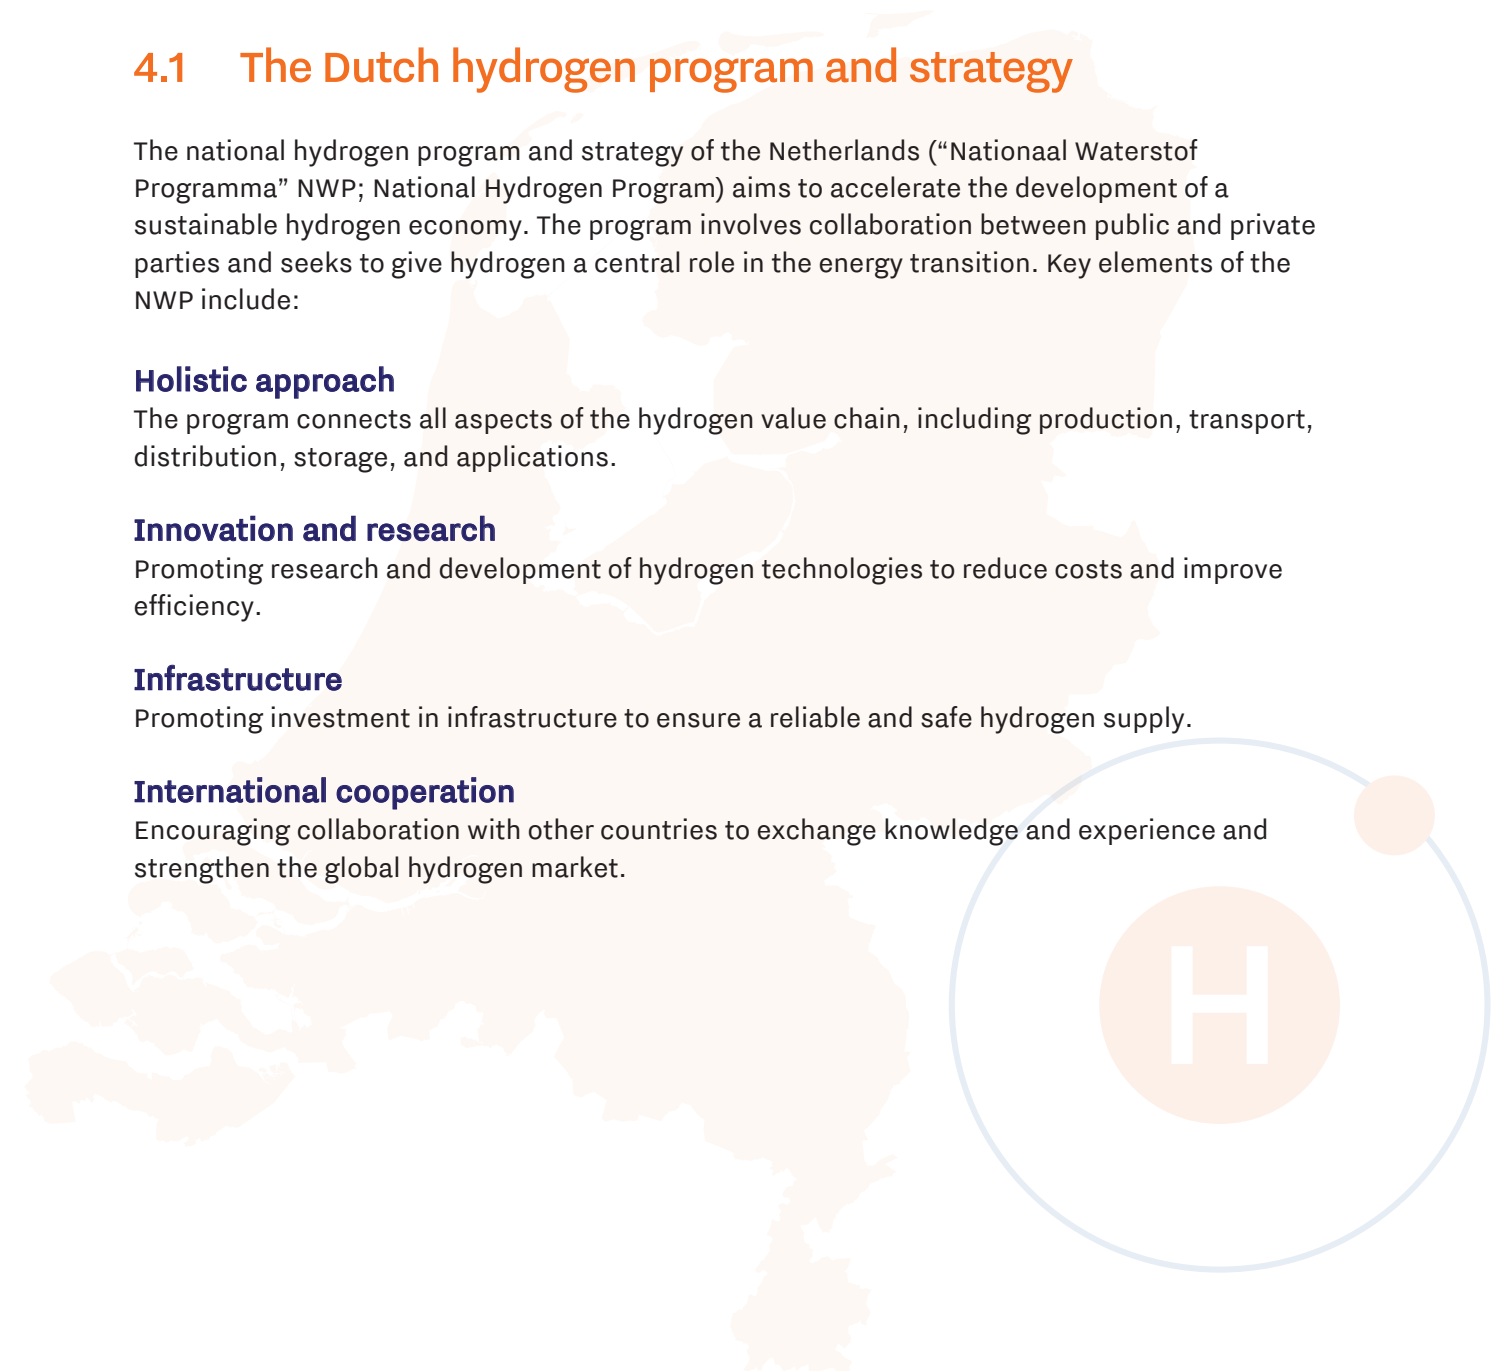 4.1 The Dutch hydrogen program and strategy
The national hydrogen program and strategy of the Netherlands (“Nationaal Waterstof
Programma” NWP; National Hydrogen Program) aims to accelerate the development of a
sustainable hydrogen economy. The program involves collaboration between public and private
parties and seeks to give hydrogen a central role in the energy transition. Key elements of the
NWP include:
Holistic approach
The program connects all aspects of the hydrogen value chain, including production, transport,
distribution, storage, and applications.
Innovation and research
Promoting research and development of hydrogen technologies to reduce costs and improve
efficiency.
Infrastructure
Promoting investment in infrastructure to ensure a reliable and safe hydrogen supply.
International cooperation
Encouraging collaboration with other countries to exchange knowledge and experience and
strengthen the global hydrogen market.
H